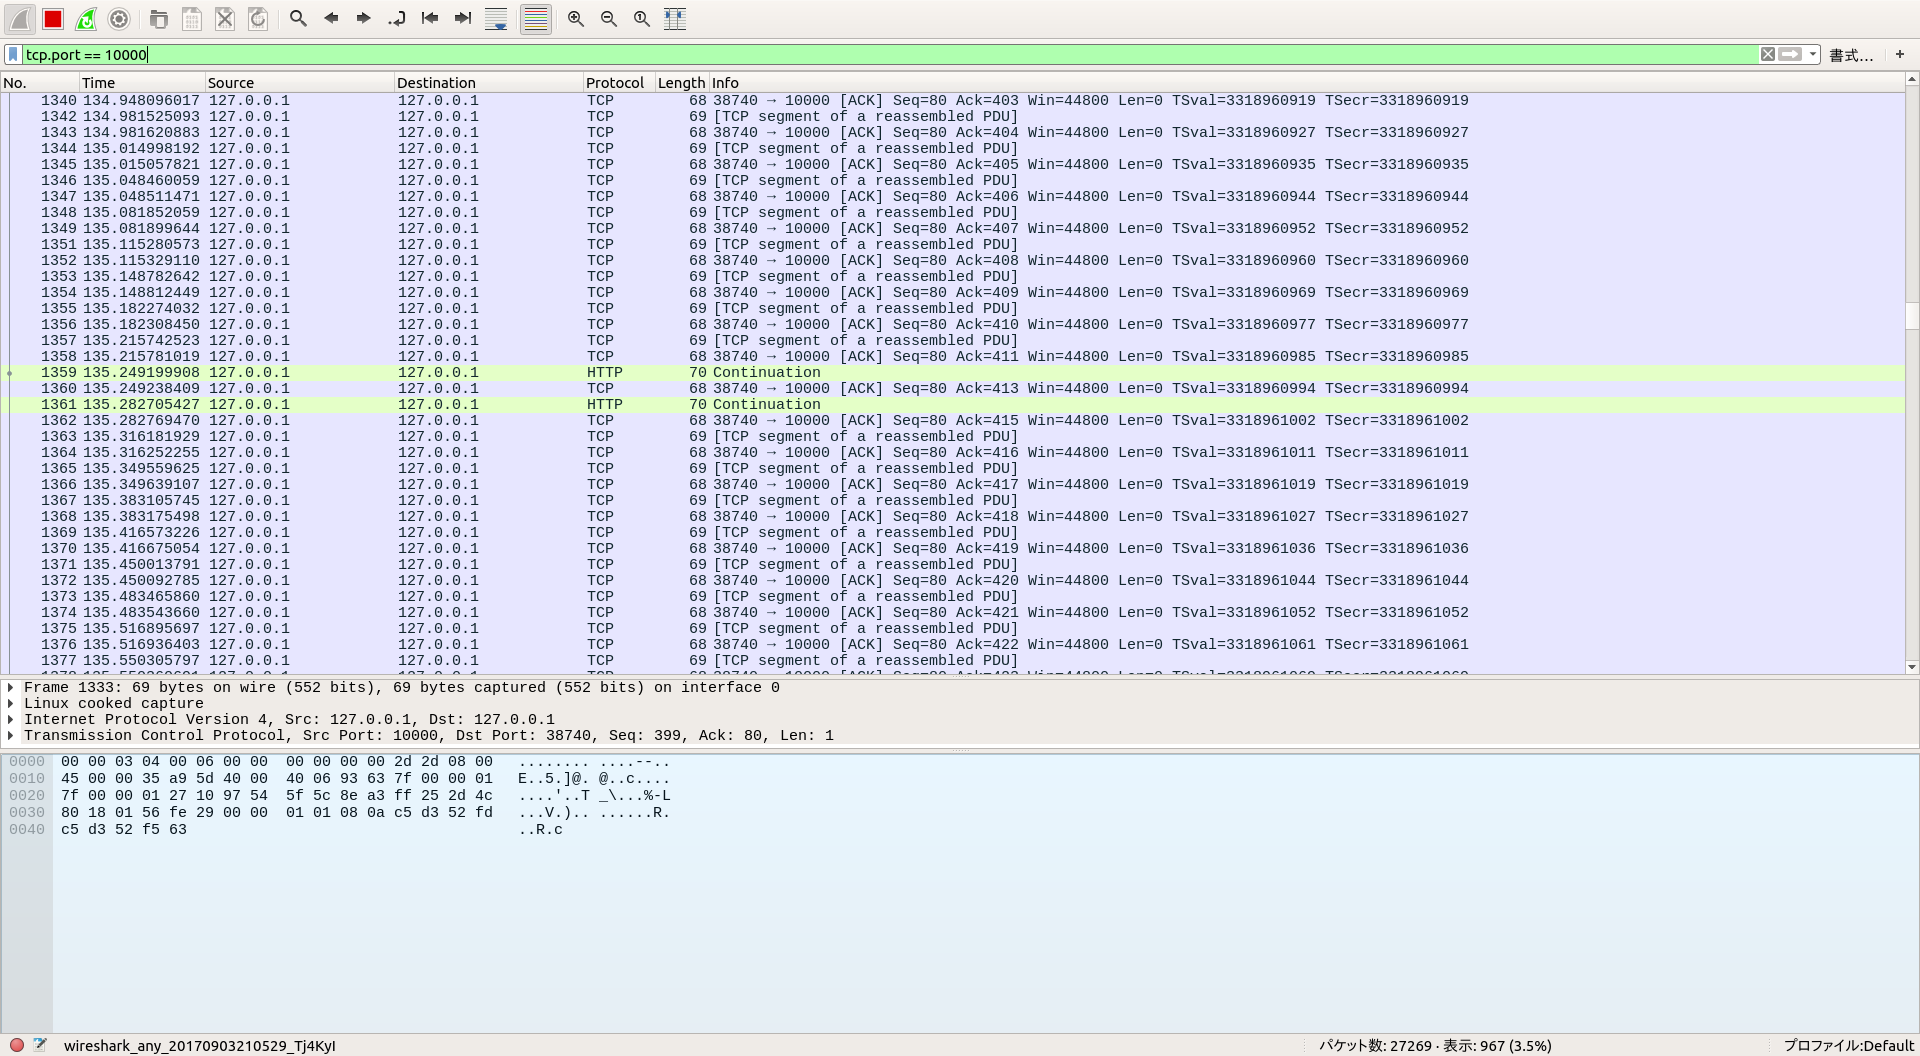 tcp.port == 10000
書式…
+
No. Time Source Destination Protocol Length Info
1340 134.948096017 127.0.0.1 127.0.0.1 TCP 68 38740 → 10000 [ACK] Seq=80 Ack=403 Win=44800 Len=0 TSval=3318960919 TSecr=3318960919
1342 134.981525093 127.0.0.1 127.0.0.1 TCP 69 [TCP segment of a reassembled PDU]
1343 134.981620883 127.0.0.1 127.0.0.1 TCP 68 38740 → 10000 [ACK] Seq=80 Ack=404 Win=44800 Len=0 TSval=3318960927 TSecr=3318960927
1344 135.014998192 127.0.0.1 127.0.0.1 TCP 69 [TCP segment of a reassembled PDU]
1345 135.015057821 127.0.0.1 127.0.0.1 TCP 68 38740 → 10000 [ACK] Seq=80 Ack=405 Win=44800 Len=0 TSval=3318960935 TSecr=3318960935
1346 135.048460059 127.0.0.1 127.0.0.1 TCP 69 [TCP segment of a reassembled PDU]
1347 135.048511471 127.0.0.1 127.0.0.1 TCP 68 38740 → 10000 [ACK] Seq=80 Ack=406 Win=44800 Len=0 TSval=3318960944 TSecr=3318960944
1348 135.081852059 127.0.0.1 127.0.0.1 TCP 69 [TCP segment of a reassembled PDU]
1349 135.081899644 127.0.0.1 127.0.0.1 TCP 68 38740 → 10000 [ACK] Seq=80 Ack=407 Win=44800 Len=0 TSval=3318960952 TSecr=3318960952
1351 135.115280573 127.0.0.1 127.0.0.1 TCP 69 [TCP segment of a reassembled PDU]
1352 135.115329110 127.0.0.1 127.0.0.1 TCP 68 38740 → 10000 [ACK] Seq=80 Ack=408 Win=44800 Len=0 TSval=3318960960 TSecr=3318960960
1353 135.148782642 127.0.0.1 127.0.0.1 TCP 69 [TCP segment of a reassembled PDU]
1354 135.148812449 127.0.0.1 127.0.0.1 TCP 68 38740 → 10000 [ACK] Seq=80 Ack=409 Win=44800 Len=0 TSval=3318960969 TSecr=3318960969
1355 135.182274032 127.0.0.1 127.0.0.1 TCP 69 [TCP segment of a reassembled PDU]
1356 135.182308450 127.0.0.1 127.0.0.1 TCP 68 38740 → 10000 [ACK] Seq=80 Ack=410 Win=44800 Len=0 TSval=3318960977 TSecr=3318960977
1357 135.215742523 127.0.0.1 127.0.0.1 TCP 69 [TCP segment of a reassembled PDU]
1358 135.215781019 127.0.0.1 127.0.0.1 TCP 68 38740 → 10000 [ACK] Seq=80 Ack=411 Win=44800 Len=0 TSval=3318960985 TSecr=3318960985
1359 135.249199908 127.0.0.1 127.0.0.1 HTTP 70 Continuation
1360 135.249238409 127.0.0.1 127.0.0.1 TCP 68 38740 → 10000 [ACK] Seq=80 Ack=413 Win=44800 Len=0 TSval=3318960994 TSecr=3318960994
1361 135.282705427 127.0.0.1 127.0.0.1 HTTP 70 Continuation
1362 135.282769470 127.0.0.1 127.0.0.1 TCP 68 38740 → 10000 [ACK] Seq=80 Ack=415 Win=44800 Len=0 TSval=3318961002 TSecr=3318961002
1363 135.316181929 127.0.0.1 127.0.0.1 TCP 69 [TCP segment of a reassembled PDU]
1364 135.316252255 127.0.0.1 127.0.0.1 TCP 68 38740 → 10000 [ACK] Seq=80 Ack=416 Win=44800 Len=0 TSval=3318961011 TSecr=3318961011
1365 135.349559625 127.0.0.1 127.0.0.1 TCP 69 [TCP segment of a reassembled PDU]
1366 135.349639107 127.0.0.1 127.0.0.1 TCP 68 38740 → 10000 [ACK] Seq=80 Ack=417 Win=44800 Len=0 TSval=3318961019 TSecr=3318961019
1367 135.383105745 127.0.0.1 127.0.0.1 TCP 69 [TCP segment of a reassembled PDU]
1368 135.383175498 127.0.0.1 127.0.0.1 TCP 68 38740 → 10000 [ACK] Seq=80 Ack=418 Win=44800 Len=0 TSval=3318961027 TSecr=3318961027
1369 135.416573226 127.0.0.1 127.0.0.1 TCP 69 [TCP segment of a reassembled PDU]
1370 135.416675054 127.0.0.1 127.0.0.1 TCP 68 38740 → 10000 [ACK] Seq=80 Ack=419 Win=44800 Len=0 TSval=3318961036 TSecr=3318961036
1371 135.450013791 127.0.0.1 127.0.0.1 TCP 69 [TCP segment of a reassembled PDU]
1372 135.450092785 127.0.0.1 127.0.0.1 TCP 68 38740 → 10000 [ACK] Seq=80 Ack=420 Win=44800 Len=0 TSval=3318961044 TSecr=3318961044
1373 135.483465860 127.0.0.1 127.0.0.1 TCP 69 [TCP segment of a reassembled PDU]
1374 135.483543660 127.0.0.1 127.0.0.1 TCP 68 38740 → 10000 [ACK] Seq=80 Ack=421 Win=44800 Len=0 TSval=3318961052 TSecr=3318961052
1375 135.516895697 127.0.0.1 127.0.0.1 TCP 69 [TCP segment of a reassembled PDU]
1376 135.516936403 127.0.0.1 127.0.0.1 TCP 68 38740 → 10000 [ACK] Seq=80 Ack=422 Win=44800 Len=0 TSval=3318961061 TSecr=3318961061
1377 135.550305797 127.0.0.1 127.0.0.1 TCP 69 [TCP segment of a reassembled PDU]
Frame 1333: 69 bytes on wire (552 bits), 69 bytes captured (552 bits) on interface 0
Linux cooked capture
Internet Protocol Version 4, Src: 127.0.0.1, Dst: 127.0.0.1
Transmission Control Protocol, Src Port: 10000, Dst Port: 38740, Seq: 399, Ack: 80, Len: 1
0000 00 00 03 04 00 06 00 00 00 00 00 00 2d 2d 08 00 ........ ....--..
0010 45 00 00 35 a9 5d 40 00 40 06 93 63 7f 00 00 01 E..5.]@. @..c....
0020 7f 00 00 01 27 10 97 54 5f 5c 8e a3 ff 25 2d 4c ....'..T _\...%-L
0030 80 18 01 56 fe 29 00 00 01 01 08 0a c5 d3 52 fd ...V.).. ......R.
0040 c5 d3 52 f5 63 ..R.c
wireshark_any_20170903210529_Tj4KyI
パケット数: 27269 · 表示: 967 (3.5%)
プロファイル:Default